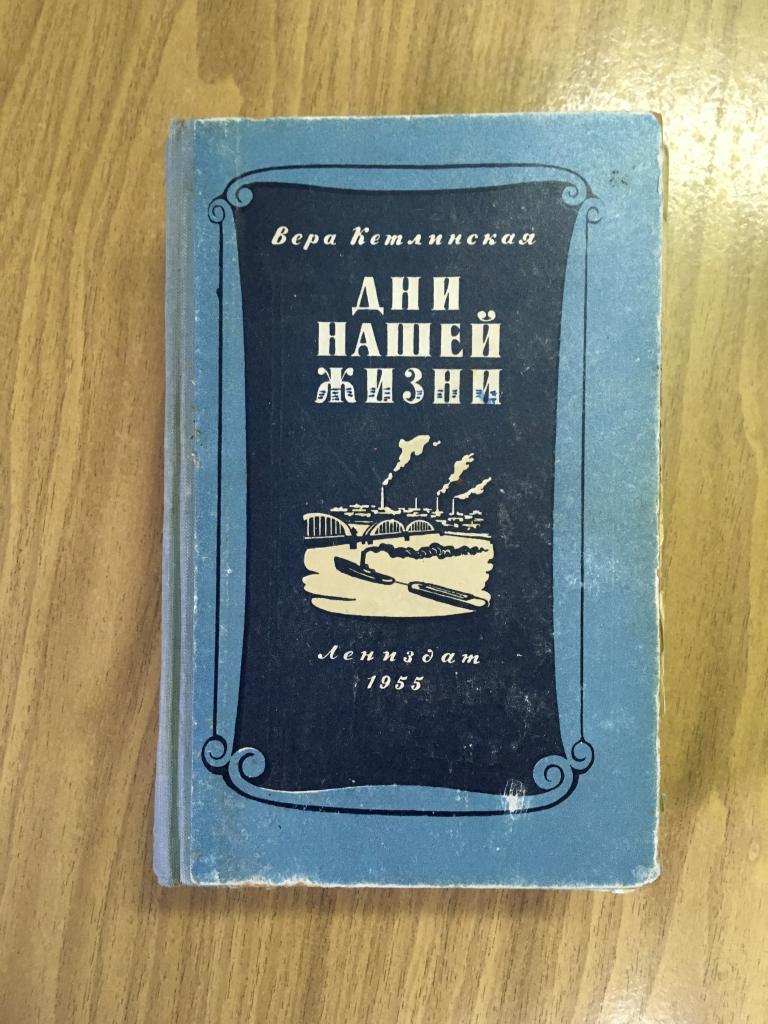 Вера Кетлинская
ДНИ
НАШЕЙ
ЖИЗНИ
Лениздат
1955